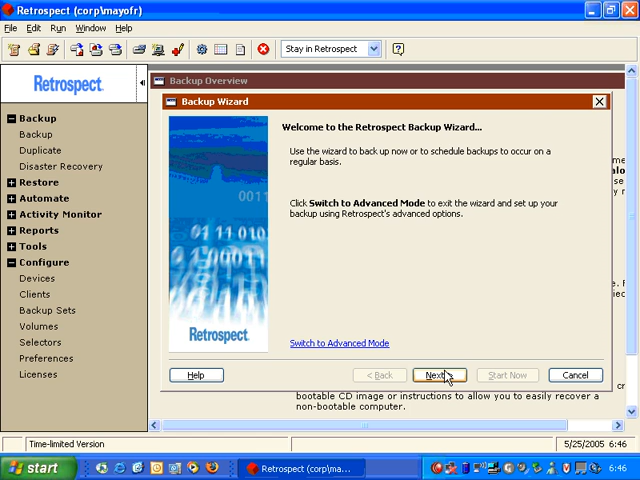 Retrospect (corp\mayofr)
File Edit Run Window Help
Stay in Retrospect
Retrospect.
Backup
Backup
Duplicate
Disaster Recovery
Restore
Automate
Activity Monitor
Reports
Tools
Configure
Devices
Clients
Backup Sets
Volumes
Selectors
Preferences
Licenses
Backup Overview
Backup Wizard
Welcome to the Retrospect Backup Wizard...
Use the wizard to back up now or to schedule backups to occur on a
regular basis.
Click Switch to Advanced Mode to exit the wizard and set up your
backup using Retrospect's advanced options.
Retrospect.
Switch to Advanced Mode
Help
< Back
Next >
Start Now
Cancel
bootable CD image or instructions to allow you to easily recover a
non-bootable computer.
Time-limited Version
5/25/2005 6:46
start
Retrospect (corp\ma...
6:46